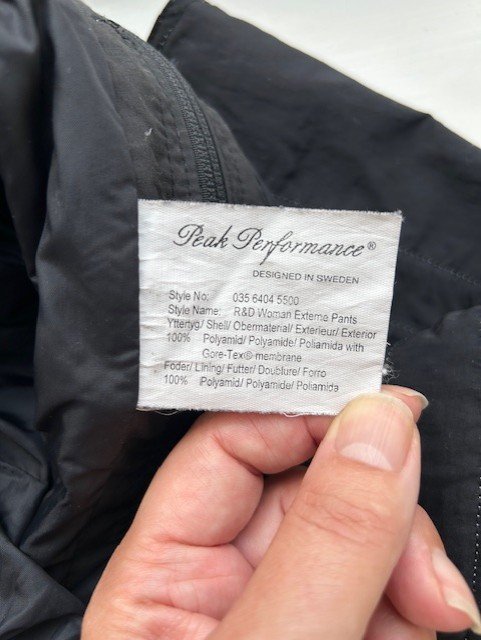 Peak Performance®
DESIGNED IN SWEDEN
Style No: 035 6404 5500
Style Name: R&D Woman Exteme Pants
Yttertyg/ Shell/ Obermaterial/ Exterieur/ Exterior
100% Polyamid/ Polyamide/ Poliamida with
Gore-Tex® membrane
Foder/ Lining/ Futter/ Doublure/ Forro
100% Polyamid/ Polyamide/ Poliamida